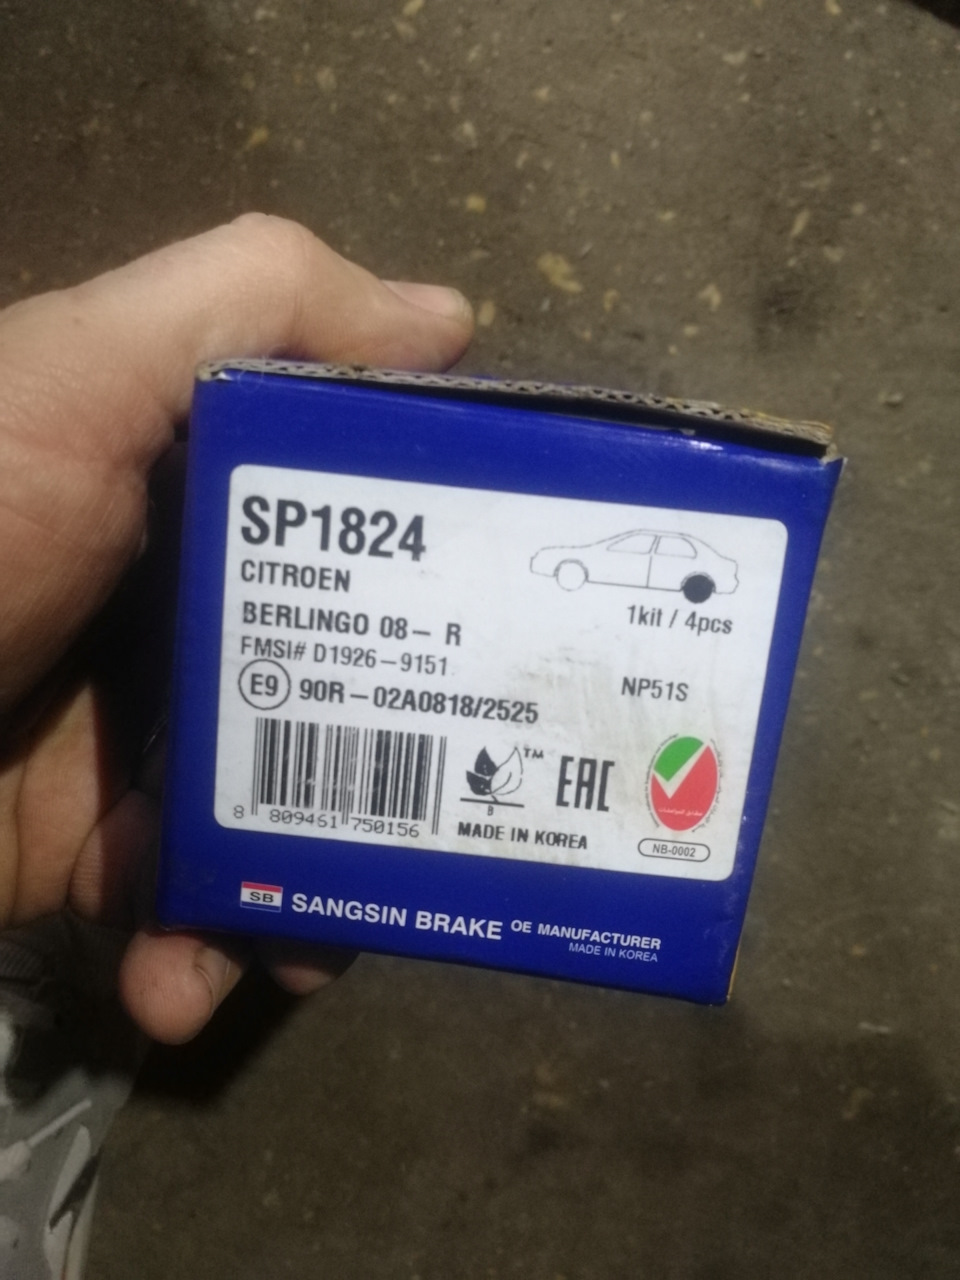 SP1824
CITROEN
BERLINGO 08- R
FMSI# D1926-9151
E9 90R-02A0818/2525
1kit / 4pcs
NP51S
8 809461 750156
TM
B
EAC
MADE IN KOREA
NB-0002
SB SANGSIN BRAKE OE MANUFACTURER
MADE IN KOREA